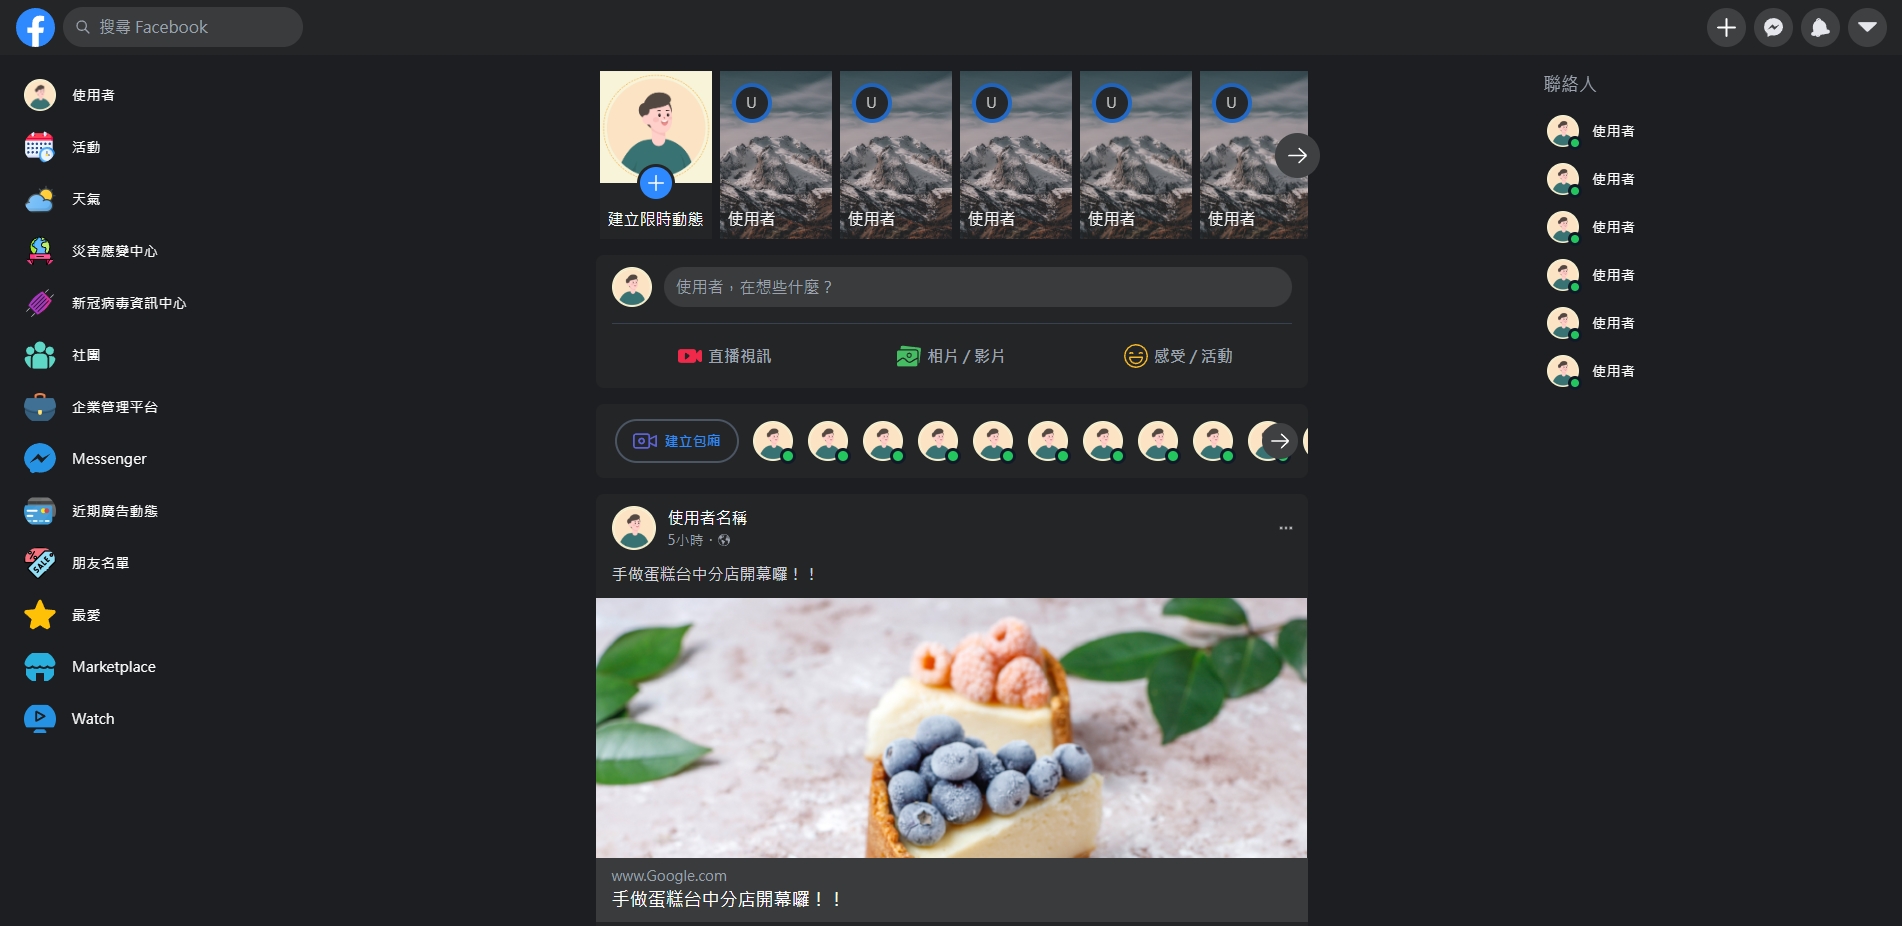 搜尋 Facebook
使用者
活動
天氣
災害應變中心
新冠病毒資訊中心
社團
企業管理平台
Messenger
近期廣告動態
朋友名單
最愛
Marketplace
Watch
建立限時動態
U
使用者
U
使用者
U
使用者
U
使用者
U
使用者
使用者，在想些什麼？
直播視訊
相片 / 影片
感受 / 活動
建立包廂
使用者名稱
5小時・
手做蛋糕台中分店開幕囉！！
www.Google.com
手做蛋糕台中分店開幕囉！！
聯絡人
使用者
使用者
使用者
使用者
使用者
使用者